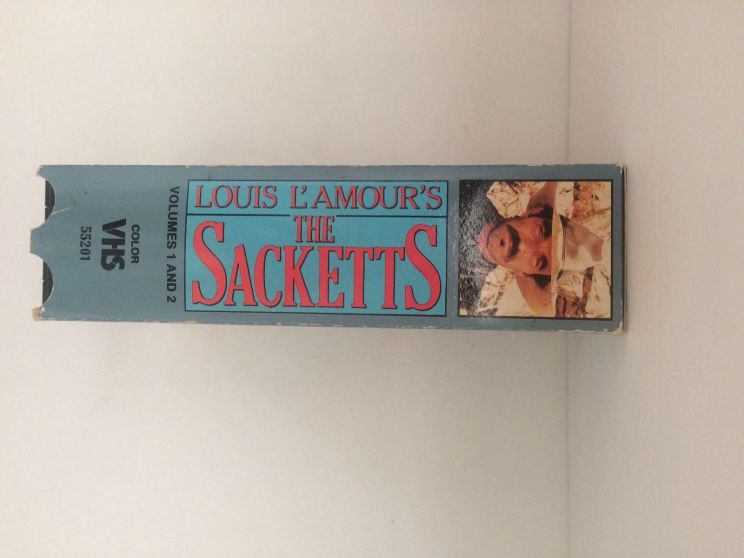 LOUIS L'AMOUR'S
THE
SACKETTS
VOLUMES 1 AND 2
COLOR
VHS
55201